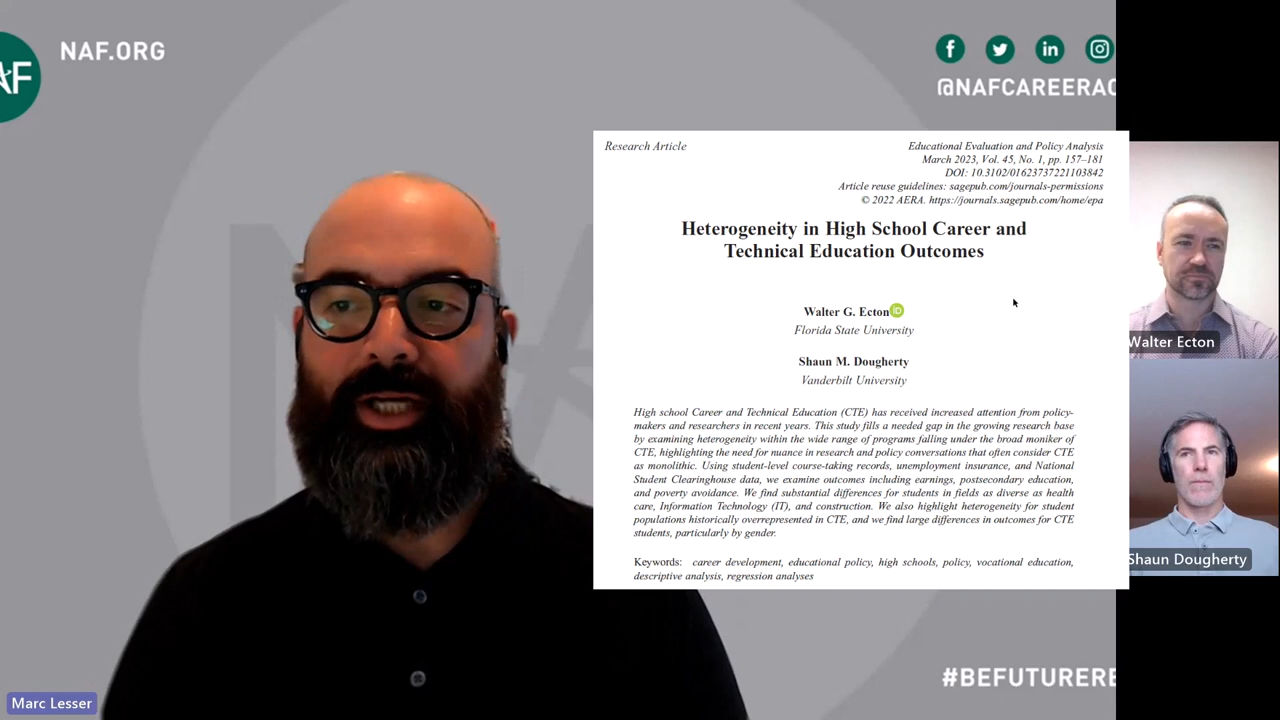 AF
NAF.ORG
@NAFCAREERAC
Research Article
Educational Evaluation and Policy Analysis
March 2023, Vol. 45, No. 1, pp. 157–181
DOI: 10.3102/01623737221103842
Article reuse guidelines: sagepub.com/journals-permissions
© 2022 AERA. https://journals.sagepub.com/home/epa
Heterogeneity in High School Career and
Technical Education Outcomes
Walter G. Ecton
Florida State University
Shaun M. Dougherty
Vanderbilt University
High school Career and Technical Education (CTE) has received increased attention from policy-
makers and researchers in recent years. This study fills a needed gap in the growing research base
by examining heterogeneity within the wide range of programs falling under the broad moniker of
CTE, highlighting the need for nuance in research and policy conversations that often consider CTE
as monolithic. Using student-level course-taking records, unemployment insurance, and National
Student Clearinghouse data, we examine outcomes including earnings, postsecondary education,
and poverty avoidance. We find substantial differences for students in fields as diverse as health
care, Information Technology (IT), and construction. We also highlight heterogeneity for student
populations historically overrepresented in CTE, and we find large differences in outcomes for CTE
students, particularly by gender.
Keywords: career development, educational policy, high schools, policy, vocational education,
descriptive analysis, regression analyses
Walter Ecton
Shaun Dougherty
#BEFUTURERE
Marc Lesser